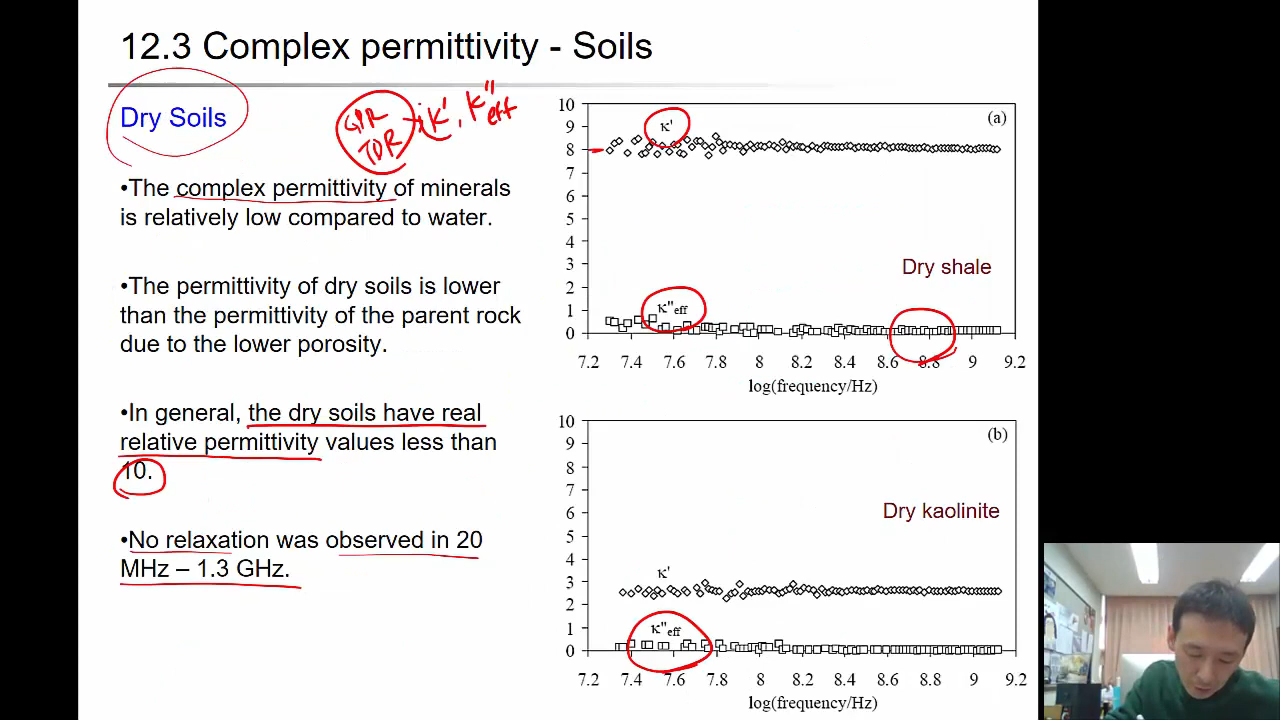 12.3 Complex permittivity - Soils
Dry Soils
GPR
TDR
κ', κ"eff
•The complex permittivity of minerals
is relatively low compared to water.
•The permittivity of dry soils is lower
than the permittivity of the parent rock
due to the lower porosity.
•In general, the dry soils have real
relative permittivity values less than
10.
•No relaxation was observed in 20
MHz – 1.3 GHz.
10
9
8
7
6
5
4
3
2
1
0
(a)
κ'
Dry shale
κ"eff
7.2 7.4 7.6 7.8 8 8.2 8.4 8.6 8.8 9 9.2
log(frequency/Hz)
10
9
8
7
6
5
4
3
2
1
0
(b)
Dry kaolinite
κ'
κ"eff
7.2 7.4 7.6 7.8 8 8.2 8.4 8.6 8.8 9 9.2
log(frequency/Hz)